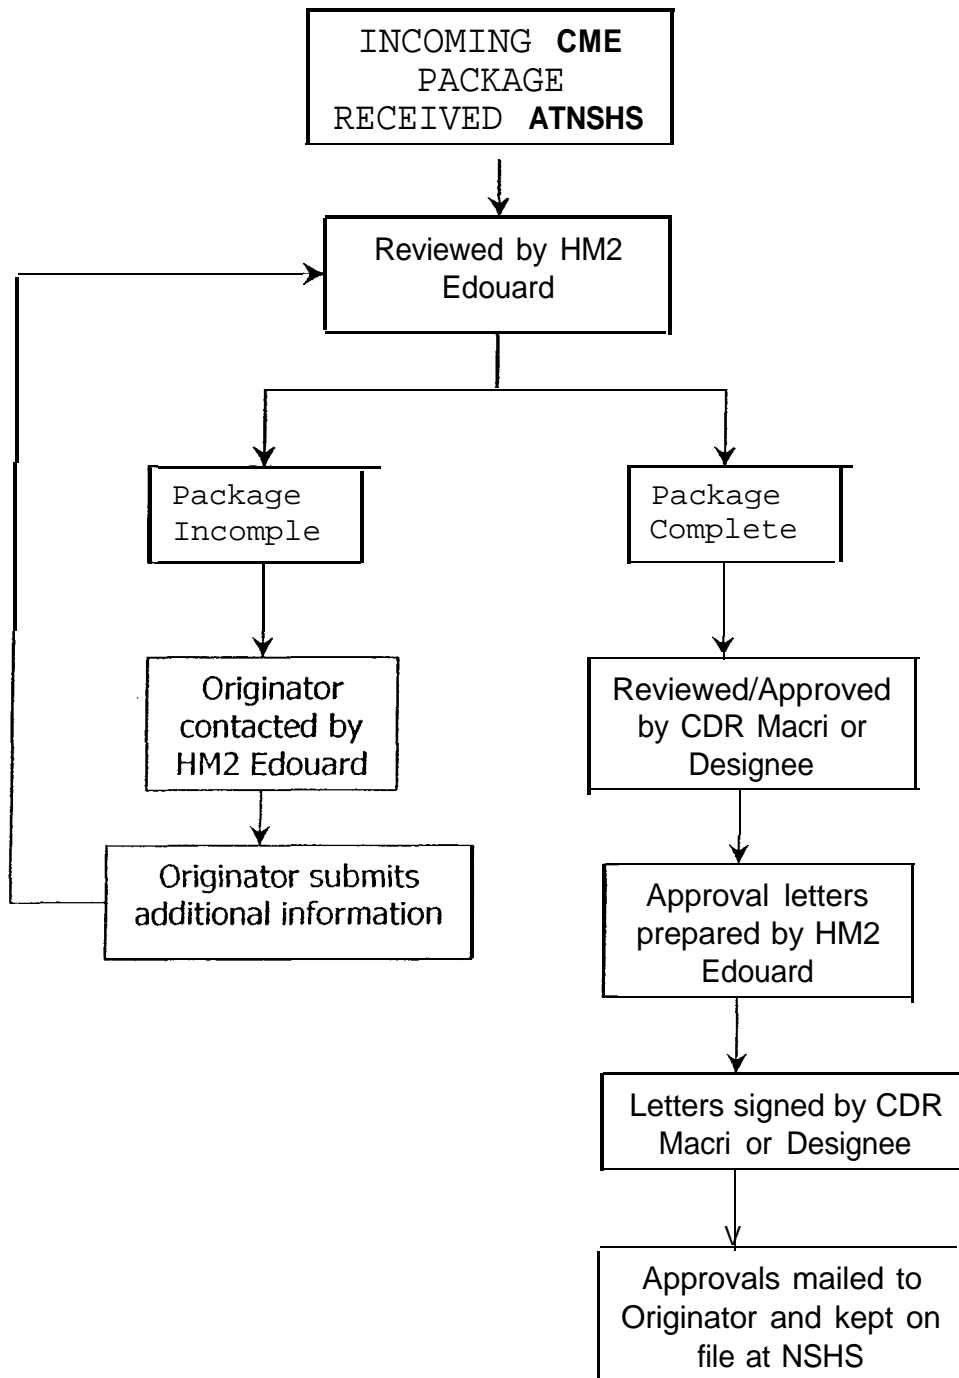 INCOMING CME
PACKAGE
RECEIVED ATNSHS
Reviewed by HM2
Edouard
Package
Incomple
Package
Complete
Originator
contacted by
HM2 Edouard
Reviewed/Approved
by CDR Macri or
Designee
Originator submits
additional information
Approval letters
prepared by HM2
Edouard
Letters signed by CDR
Macri or Designee
Approvals mailed to
Originator and kept on
file at NSHS